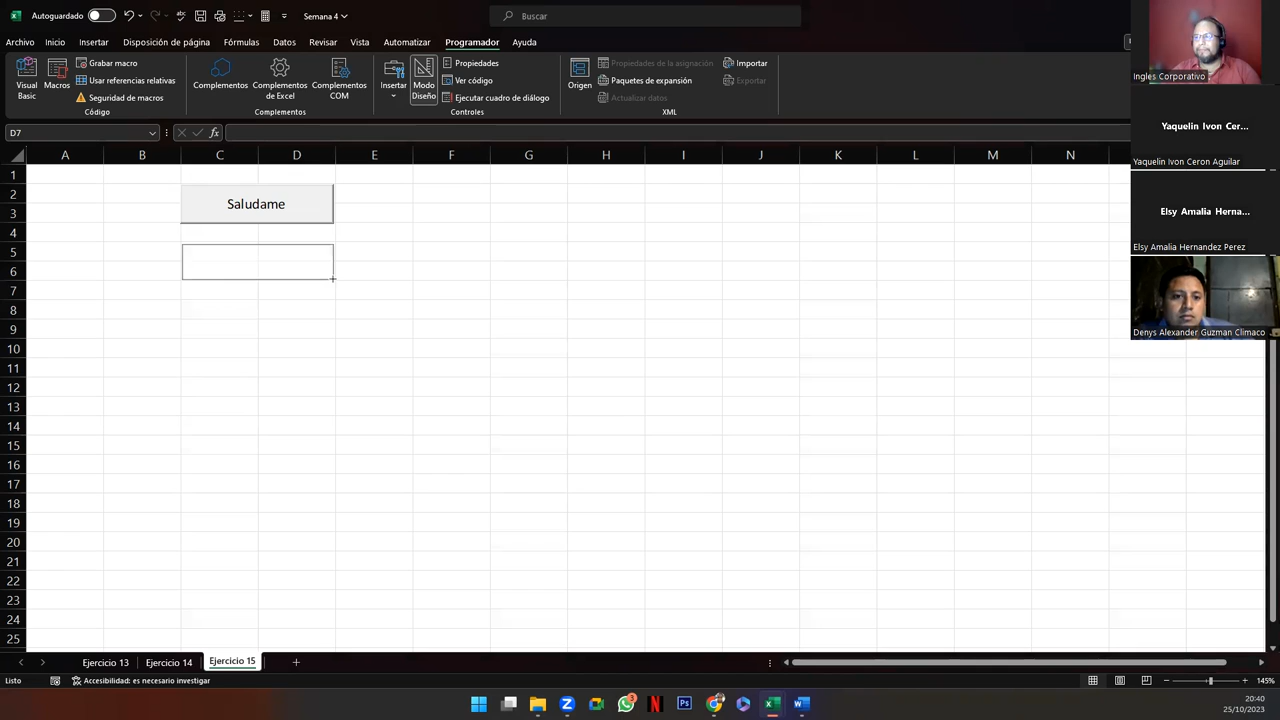 Autoguardado
Semana 4
Buscar
Archivo Inicio Insertar Disposición de página Fórmulas Datos Revisar Vista Automatizar Programador Ayuda
Visual Basic
Macros
Grabar macro
Usar referencias relativas
Seguridad de macros
Código
Complementos
Complementos de Excel
Complementos COM
Complementos
Insertar
Modo Diseño
Propiedades
Ver código
Ejecutar cuadro de diálogo
Controles
Origen
Propiedades de la asignación
Paquetes de expansión
Actualizar datos
Importar
Exportar
XML
Ingles Corporativo
Yaquelin Ivon Cer...
Yaquelin Ivon Ceron Aguilar
Elsy Amalia Herna...
Elsy Amalia Hernandez Perez
Denys Alexander Guzman Climaco
D7
fx
A B C D E F G H I J K L M N
1
2
3
4
5
6
7
8
9
10
11
12
13
14
15
16
17
18
19
20
21
22
23
24
25
Saludame
Ejercicio 13 Ejercicio 14 Ejercicio 15
Listo
Accesibilidad: es necesario investigar
145%
3
20:40
25/10/2023